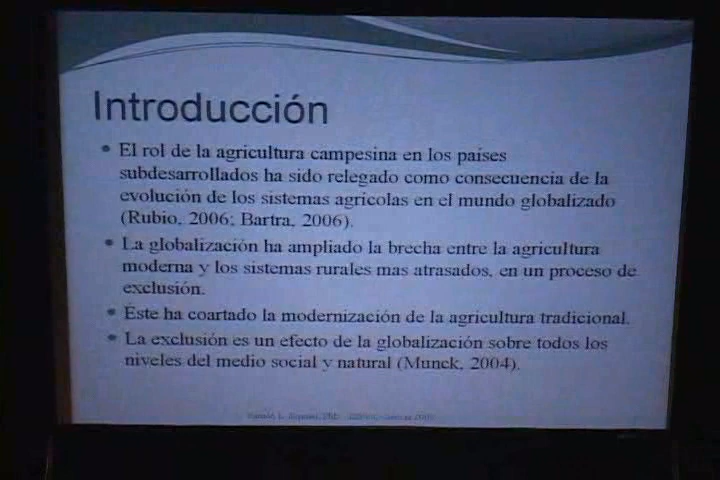 Introducción
• El rol de la agricultura campesina en los países
subdesarrollados ha sido relegado como consecuencia de la
evolución de los sistemas agrícolas en el mundo globalizado
(Rubio, 2006; Bartra, 2006).
• La globalización ha ampliado la brecha entre la agricultura
moderna y los sistemas rurales mas atrasados, en un proceso de
exclusión.
• Este ha coartado la modernización de la agricultura tradicional.
• La exclusión es un efecto de la globalización sobre todos los
niveles del medio social y natural (Munck, 2004).